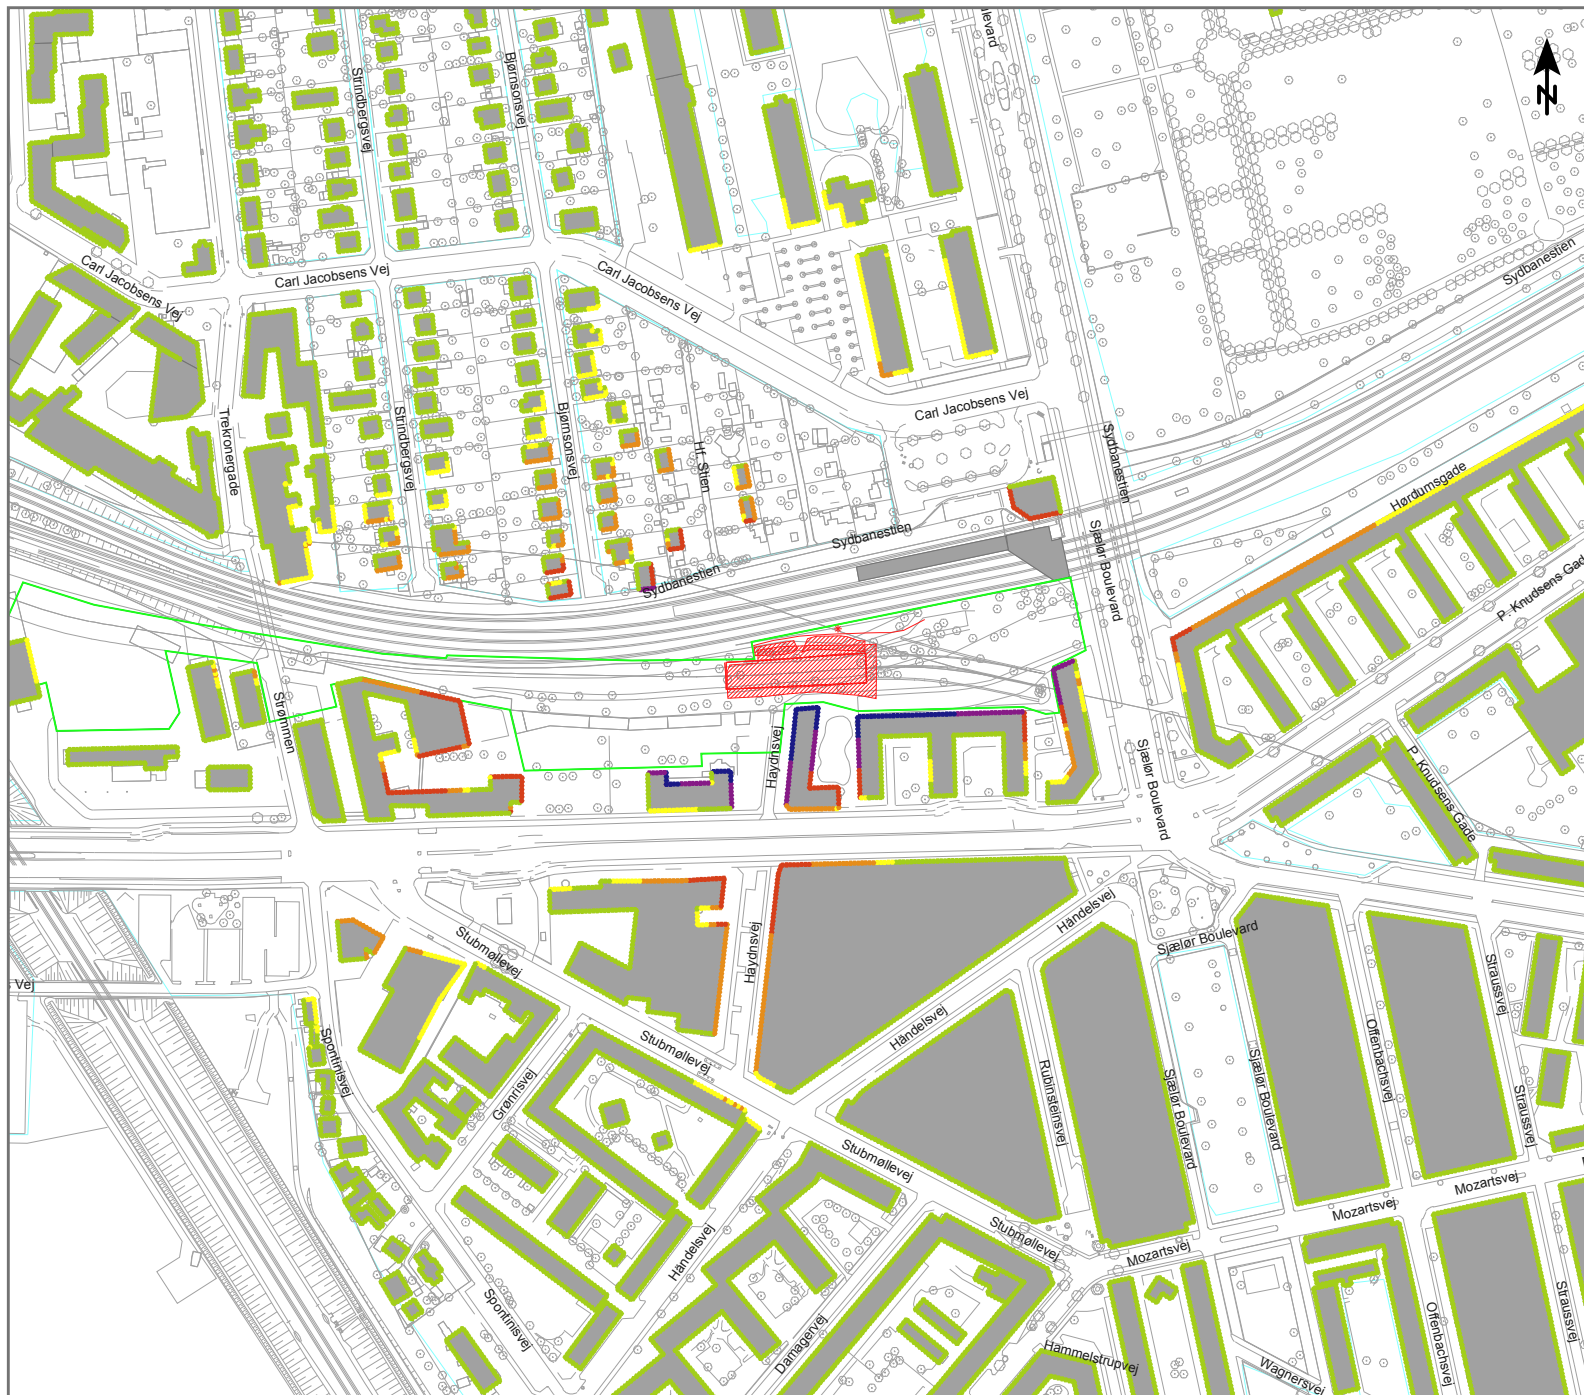 Boulevard
N
Strindbergsvej
Bjørnsonsvej
Carl Jacobsens Vej
Carl Jacobsens Vej
Carl Jacobsens Vej
Sydbanestien
Carl Jacobsens Vej
Trekronergade
Strindbergsvej
Bjørnsonsvej
Hf. Stien
Sydbanestien
Hørdumsgade
Sydbanestien
Sydbanestien
Sjælør Boulevard
P. Knudsens Gade
Strømmen
Haydnsvej
Sjælør Boulevard
P. Knudsens Gade
Stubmøllevej
Haydnsvej
Händelsvej
Sjælør Boulevard
Straussvej
s Vej
Spontinisvej
Stubmøllevej
Händelsvej
Grønrisvej
Rubinsteinsvej
Sjælør Boulevard
Sjælør Boulevard
Offenbachsvej
Straussvej
Stubmøllevej
Mozartsvej
Mozartsvej
Mozartsvej
Stubmøllevej
Händelsvej
Spontinisvej
Damagervej
Hammelstrupvej
Wagnersvej
Offenbachsvej
Straussvej